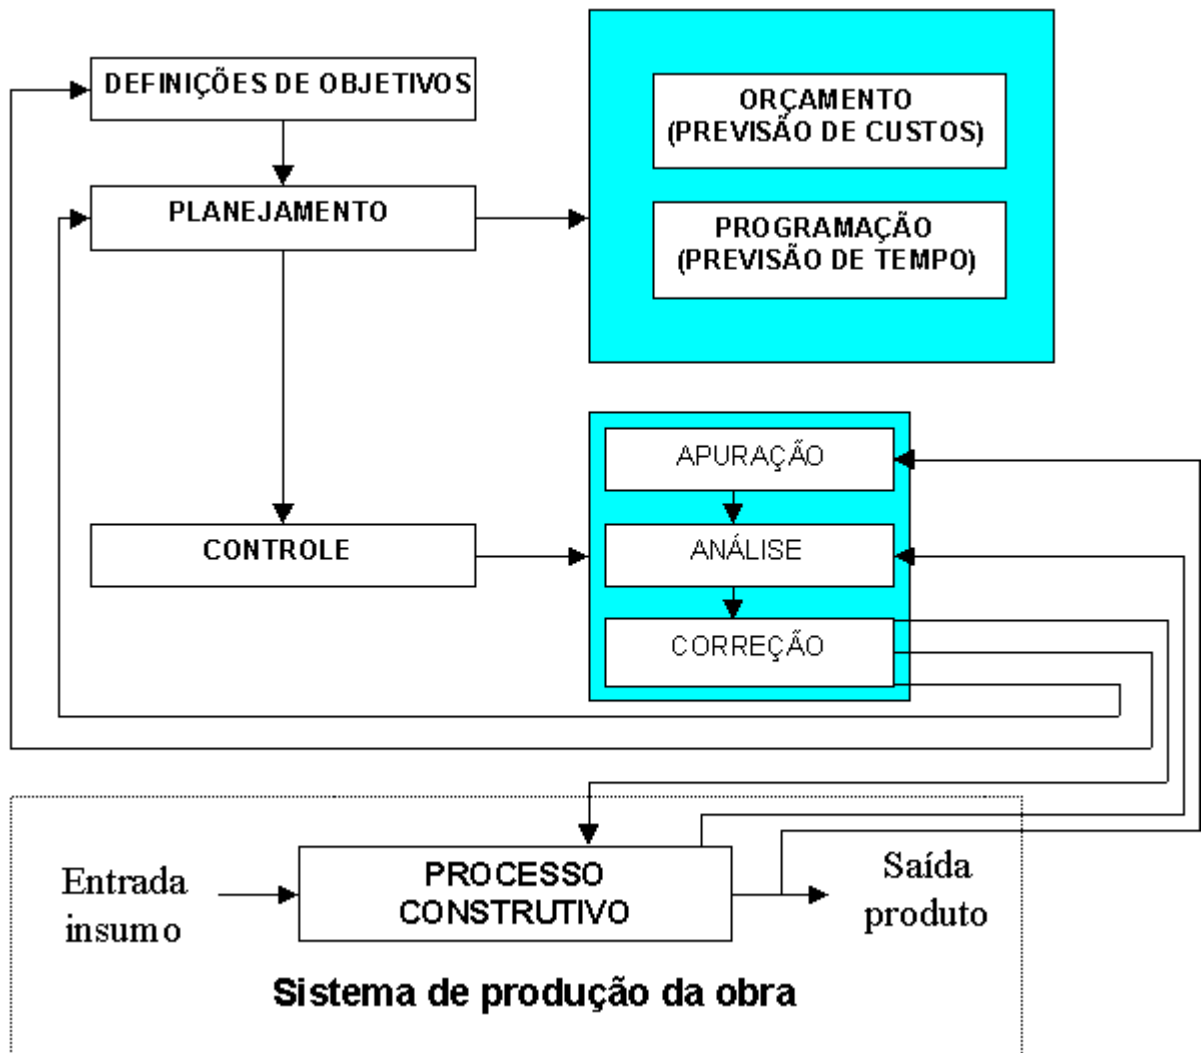 DEFINIÇÕES DE OBJETIVOS
ORÇAMENTO
(PREVISÃO DE CUSTOS)
PLANEJAMENTO
PROGRAMAÇÃO
(PREVISÃO DE TEMPO)
APURAÇÃO
CONTROLE
ANÁLISE
CORREÇÃO
Entrada
insumo
PROCESSO
CONSTRUTIVO
Saída
produto
Sistema de produção da obra